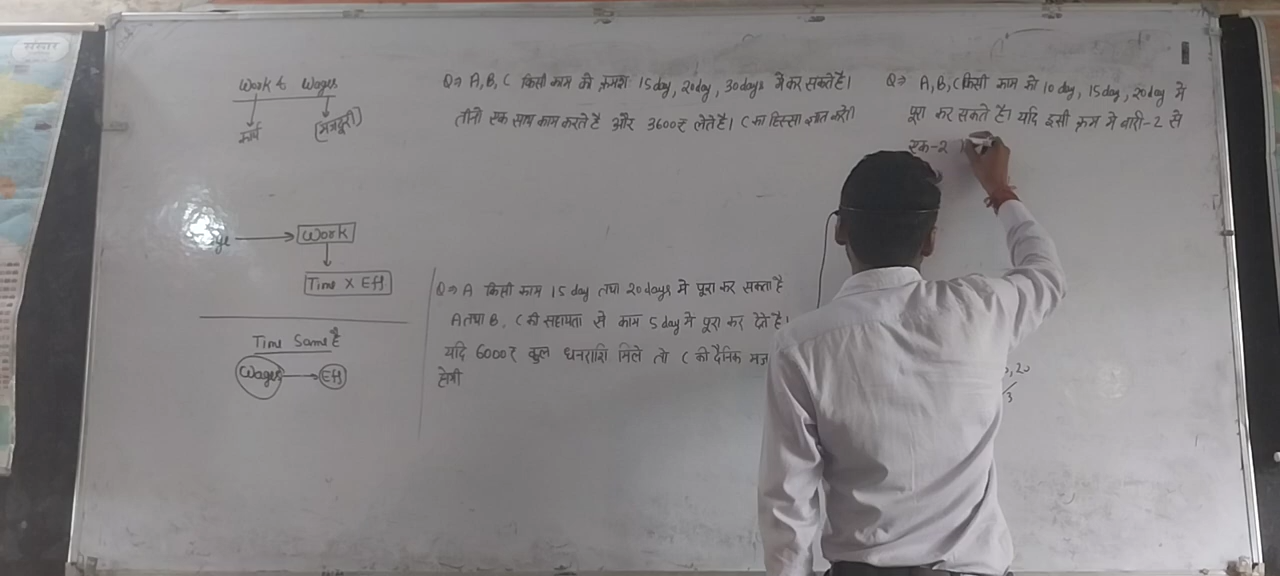 Work & Wages
कार्य (मजदूरी)
Work
Time X Eff
Time Same है
Wages Eff
Q⇒ A, B, C किसी काम को क्रमशः 15 day, 20 day, 30 days में कर सकते है।
तीनो एक साथ काम करते है और 3600₹ लेते है। C का हिस्सा ज्ञात करो।
Q⇒ A किसी काम 15 day तथा 20 days में पूरा कर सकता है
A तथा B, C की सहायता से काम 5 day में पूरा कर देते है।
यदि 6000₹ कुल धनराशि मिले तो C की दैनिक मज
होगी
Q⇒ A, B, C किसी काम को 10 day, 15 day, 20 day में
पूरा कर सकते है। यदि इसी क्रम में बारी-2 से
एक-2
, 20
3